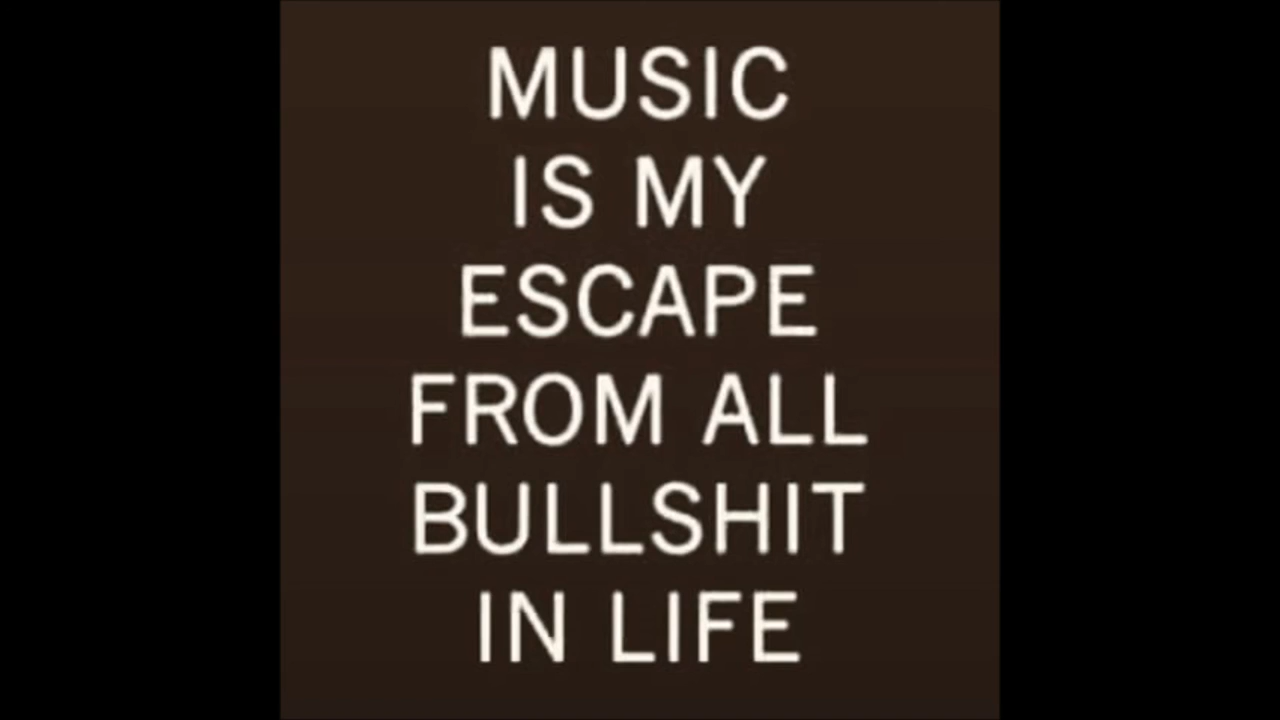 MUSIC
IS MY
ESCAPE
FROM ALL
BULLSHIT
IN LIFE